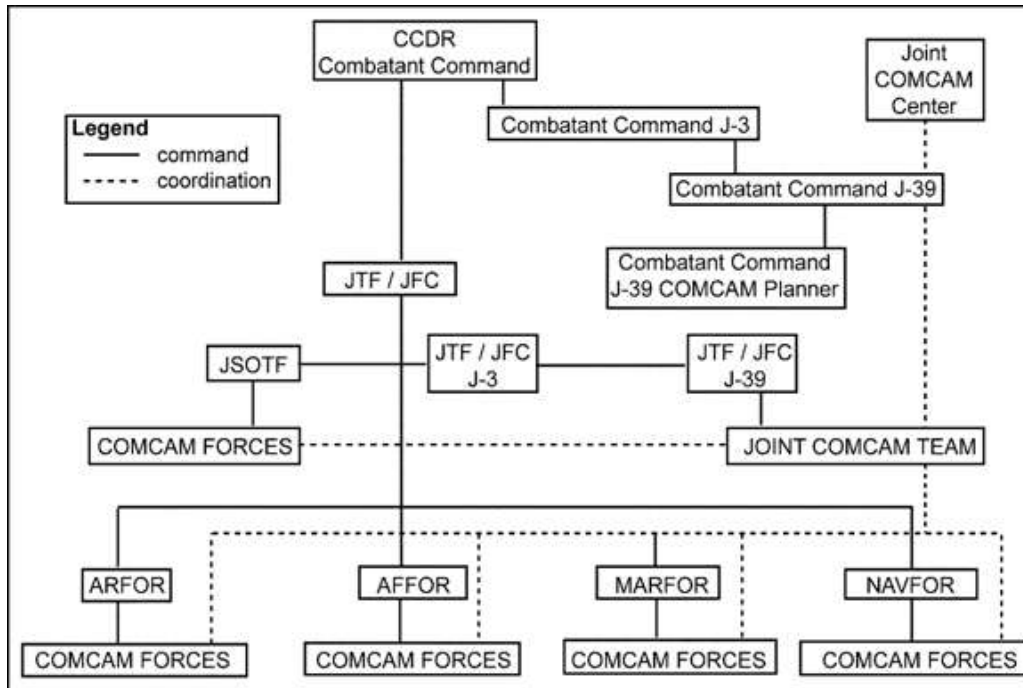 CCDR
Combatant Command
Joint
COMCAM
Center
Legend
command
coordination
Combatant Command J-3
Combatant Command J-39
Combatant Command
J-39 COMCAM Planner
JTF / JFC
JSOTF
JTF / JFC
J-3
JTF / JFC
J-39
COMCAM FORCES
JOINT COMCAM TEAM
ARFOR
AFFOR
MARFOR
NAVFOR
COMCAM FORCES
COMCAM FORCES
COMCAM FORCES
COMCAM FORCES